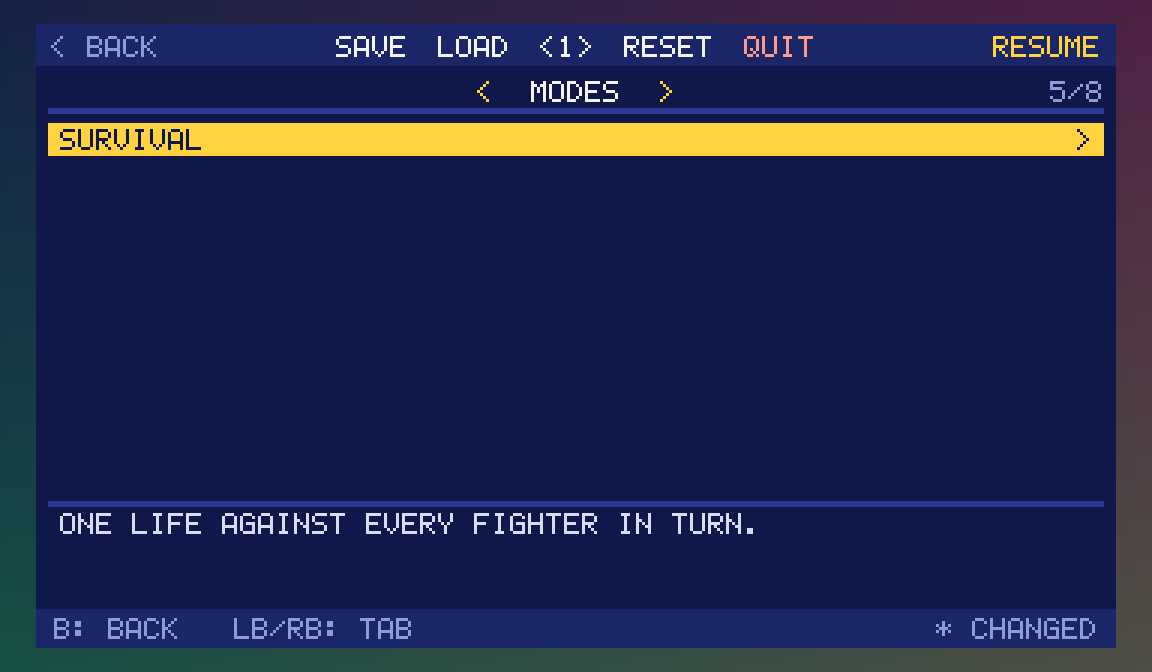 < BACK SAVE LOAD <1> RESET QUIT RESUME
< MODES > 5/8
SURVIVAL >
ONE LIFE AGAINST EVERY FIGHTER IN TURN.
B: BACK LB/RB: TAB * CHANGED